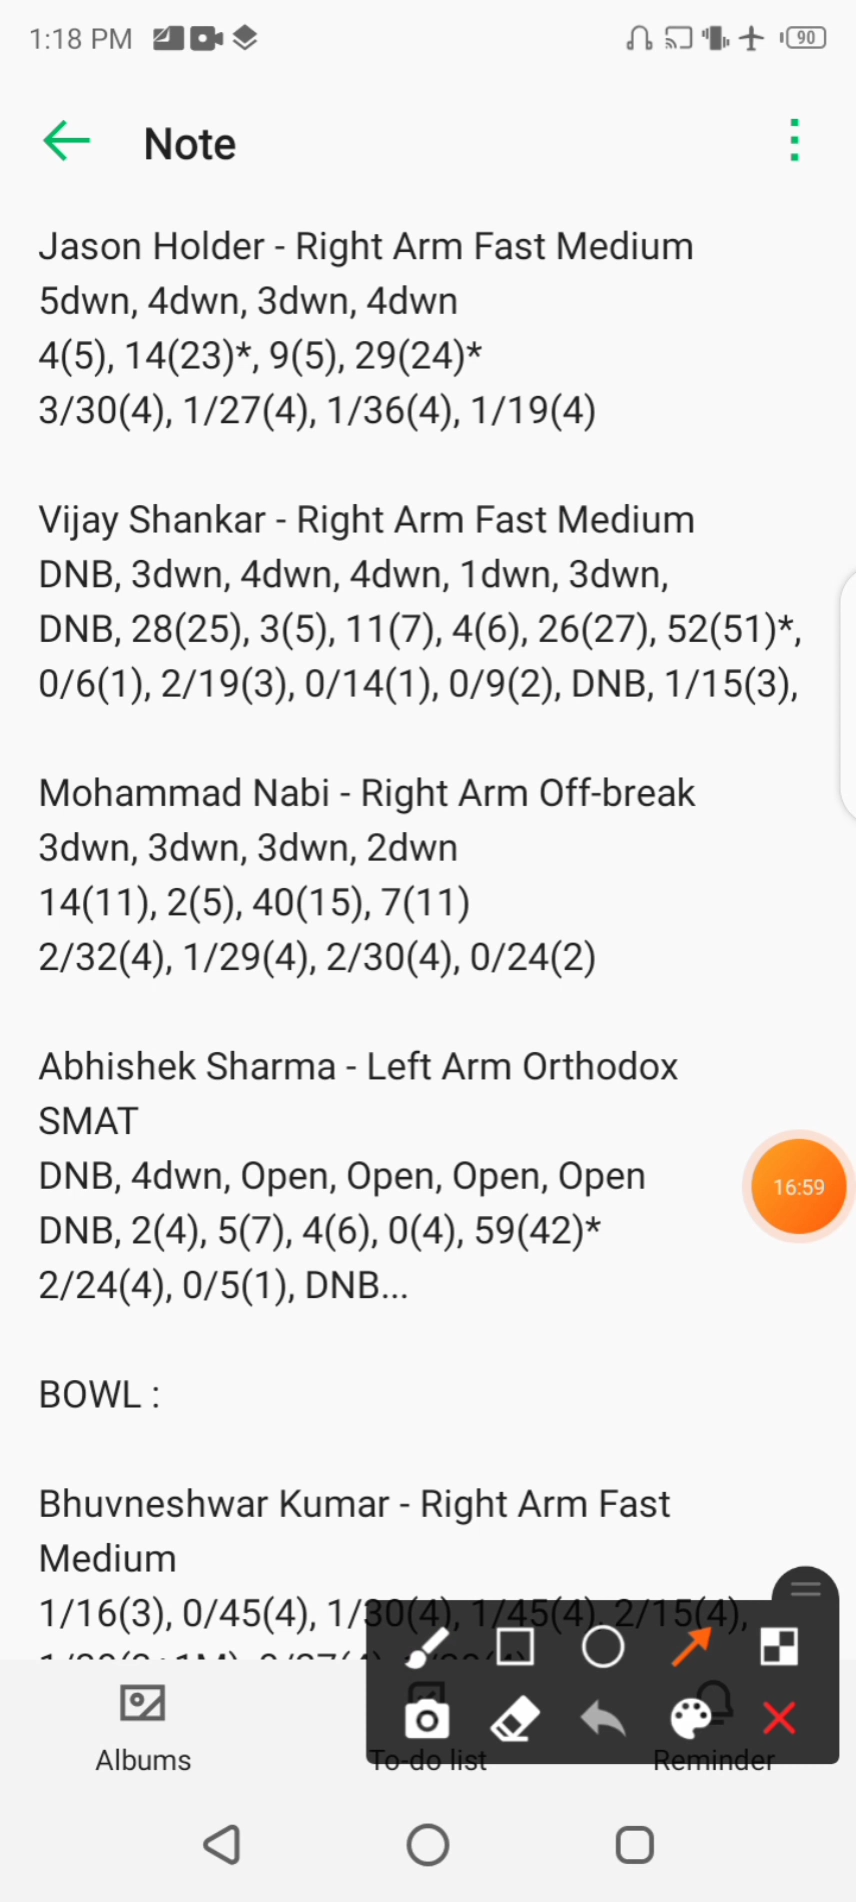 1:18 PM
90
Note
Jason Holder - Right Arm Fast Medium
5dwn, 4dwn, 3dwn, 4dwn
4(5), 14(23)*, 9(5), 29(24)*
3/30(4), 1/27(4), 1/36(4), 1/19(4)
Vijay Shankar - Right Arm Fast Medium
DNB, 3dwn, 4dwn, 4dwn, 1dwn, 3dwn,
DNB, 28(25), 3(5), 11(7), 4(6), 26(27), 52(51)*,
0/6(1), 2/19(3), 0/14(1), 0/9(2), DNB, 1/15(3),
Mohammad Nabi - Right Arm Off-break
3dwn, 3dwn, 3dwn, 2dwn
14(11), 2(5), 40(15), 7(11)
2/32(4), 1/29(4), 2/30(4), 0/24(2)
Abhishek Sharma - Left Arm Orthodox
SMAT
DNB, 4dwn, Open, Open, Open, Open
16:59
DNB, 2(4), 5(7), 4(6), 0(4), 59(42)*
2/24(4), 0/5(1), DNB...
BOWL :
Bhuvneshwar Kumar - Right Arm Fast
Medium
1/16(3), 0/45(4), 1/30(4), 1/45(4), 2/15(4),
Albums To-do list Reminder